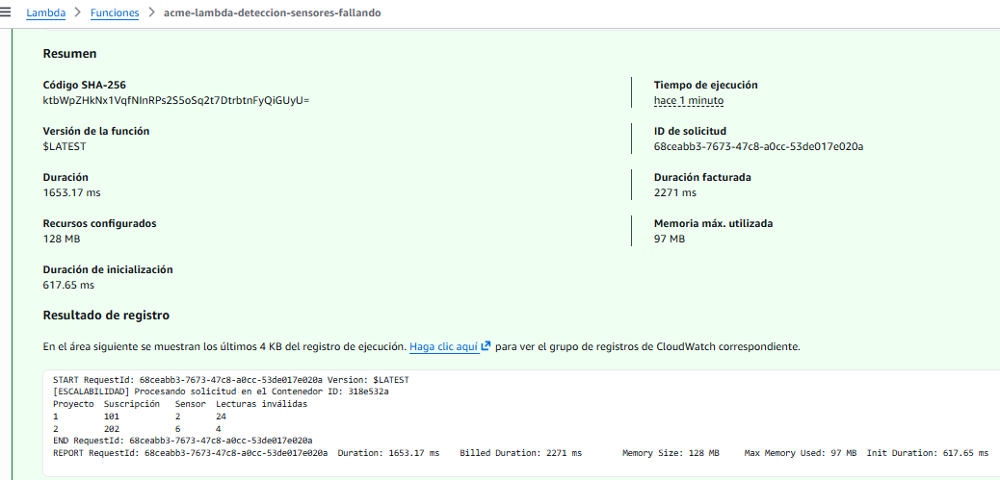 Lambda > Funciones > acme-lambda-deteccion-sensores-fallando
Resumen
Código SHA-256
ktbWpZHkNx1VqfNInRPs2S5oSq2t7DtrbtnFyQiGUyU=
Tiempo de ejecución
hace 1 minuto
Versión de la función
$LATEST
ID de solicitud
68ceabb3-7673-47c8-a0cc-53de017e020a
Duración
1653.17 ms
Duración facturada
2271 ms
Recursos configurados
128 MB
Memoria máx. utilizada
97 MB
Duración de inicialización
617.65 ms
Resultado de registro
En el área siguiente se muestran los últimos 4 KB del registro de ejecución. Haga clic aquí para ver el grupo de registros de CloudWatch correspondiente.
START RequestId: 68ceabb3-7673-47c8-a0cc-53de017e020a Version: $LATEST
[ESCALABILIDAD] Procesando solicitud en el Contenedor ID: 318e532a
Proyecto Suscripción Sensor Lecturas inválidas
1 101 2 24
2 202 6 4
END RequestId: 68ceabb3-7673-47c8-a0cc-53de017e020a
REPORT RequestId: 68ceabb3-7673-47c8-a0cc-53de017e020a Duration: 1653.17 ms Billed Duration: 2271 ms Memory Size: 128 MB Max Memory Used: 97 MB Init Duration: 617.65 ms